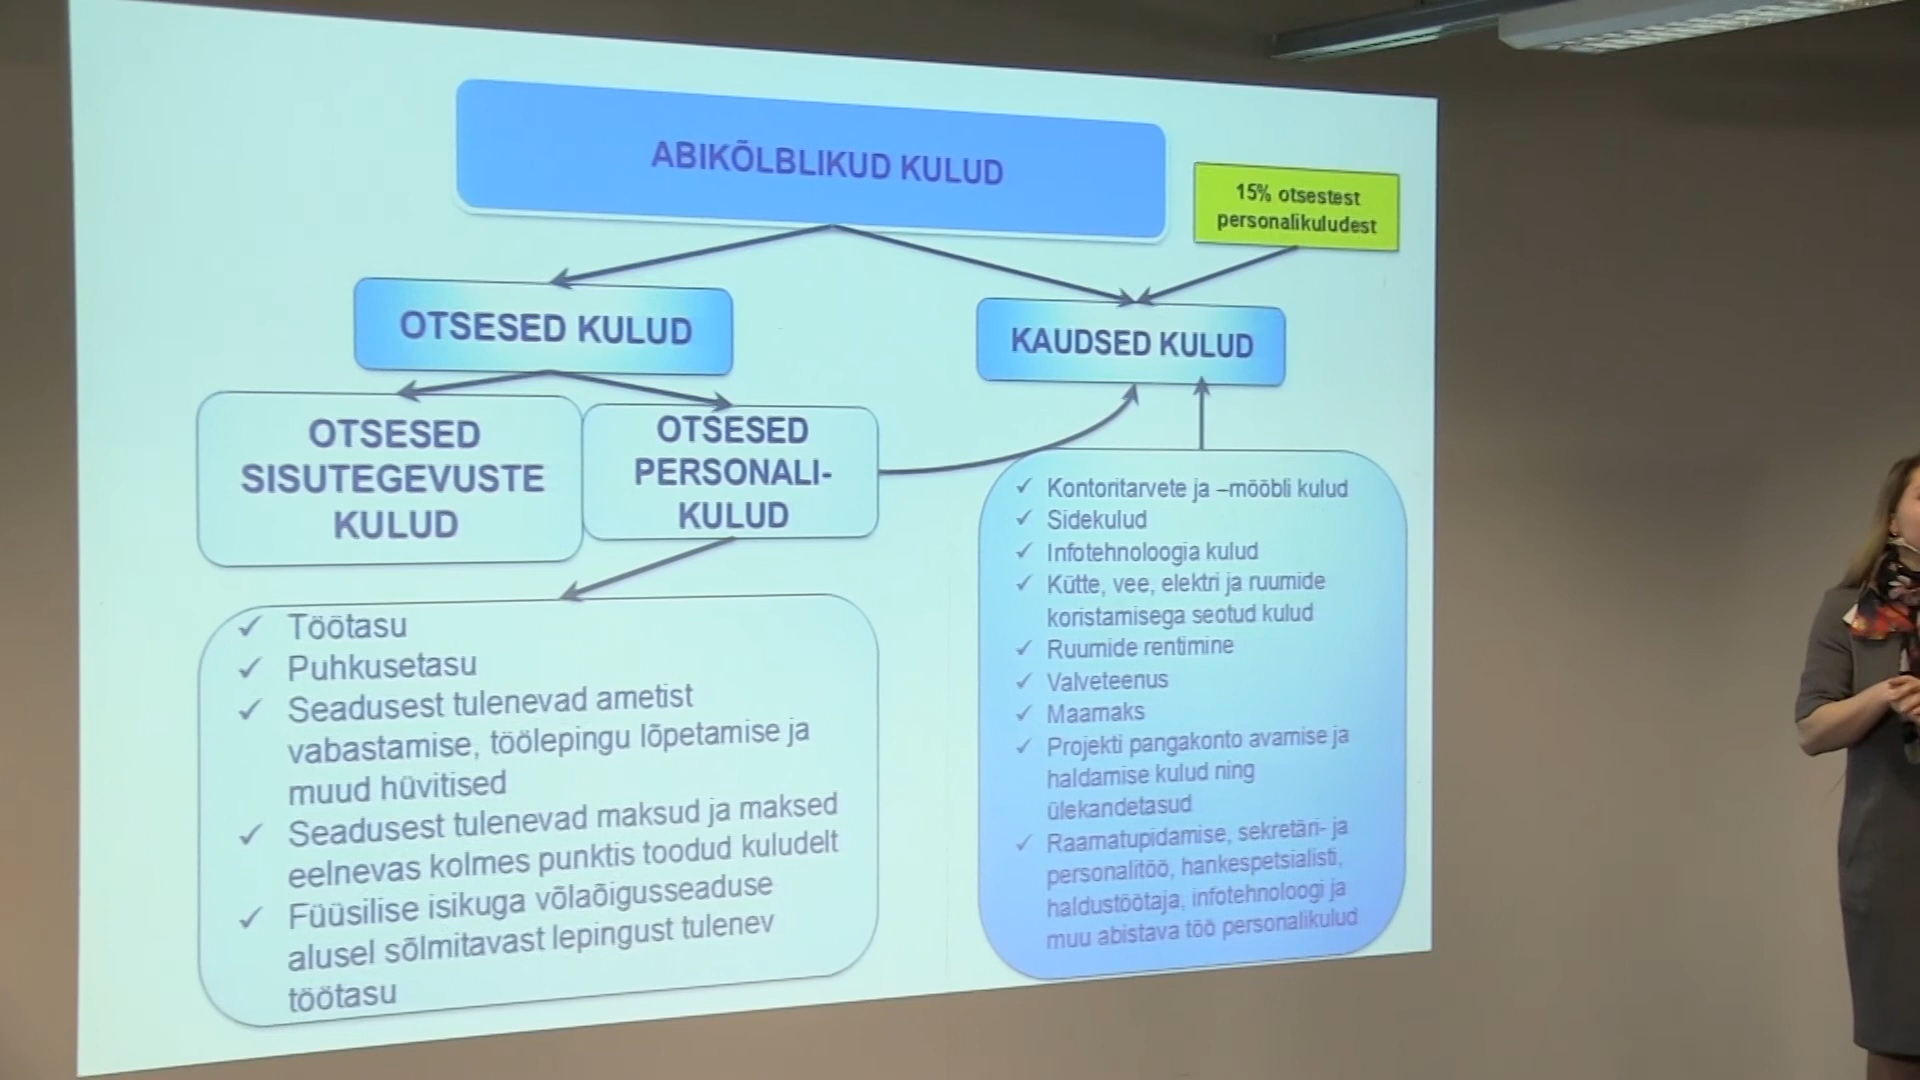 ABIKÕLBLIKUD KULUD
15% otsestest
personalikuludest
OTSESED KULUD
KAUDSED KULUD
OTSESED
SISUTEGEVUSTE
KULUD
OTSESED
PERSONALI-
KULUD
✓ Töötasu
✓ Puhkusetasu
✓ Seadusest tulenevad ametist
vabastamise, töölepingu lõpetamise ja
muud hüvitised
✓ Seadusest tulenevad maksud ja maksed
eelnevas kolmes punktis toodud kuludelt
✓ Füüsilise isikuga võlaõigusseaduse
alusel sõlmitavast lepingust tulenev
töötasu
✓ Kontoritarvete ja –mööbli kulud
✓ Sidekulud
✓ Infotehnoloogia kulud
✓ Kütte, vee, elektri ja ruumide
koristamisega seotud kulud
✓ Ruumide rentimine
✓ Valveteenus
✓ Maamaks
✓ Projekti pangakonto avamise ja
haldamise kulud ning
ülekandetasud
✓ Raamatupidamise, sekretäri- ja
personalitöö, hankespetsialisti,
haldustöötaja, infotehnoloogi ja
muu abistava töö personalikulud